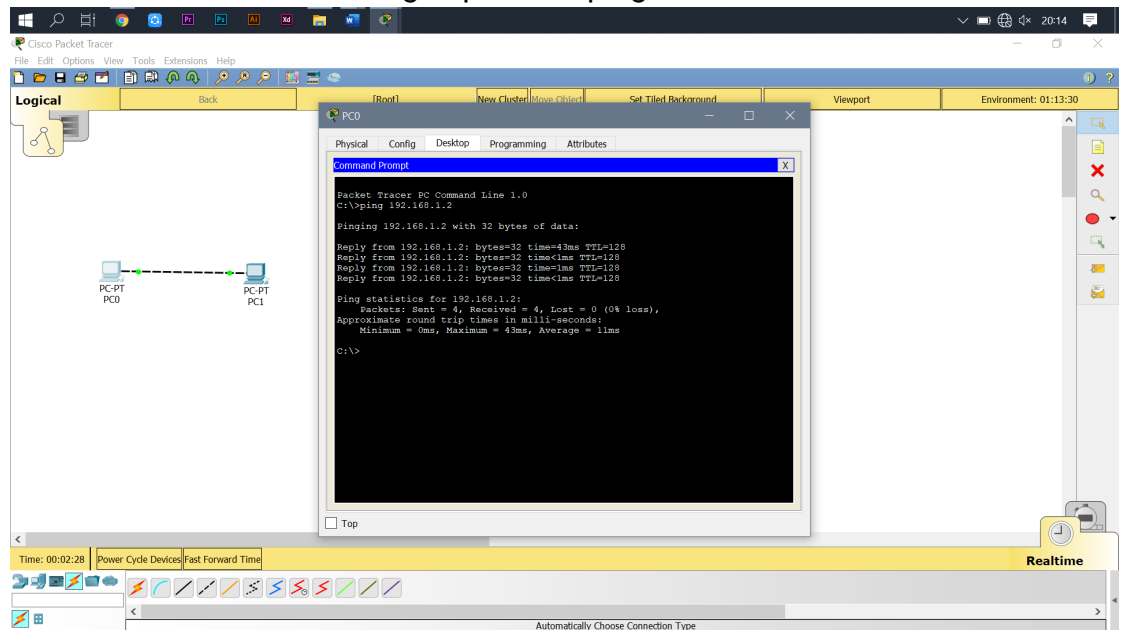 Pr Ps Ai Xd 20:14
Cisco Packet Tracer
File Edit Options View Tools Extensions Help
Logical Back [Root] New Cluster Move Object Set Tiled Background Viewport Environment: 01:13:30
PC0
Physical Config Desktop Programming Attributes
Command Prompt X
Packet Tracer PC Command Line 1.0
C:\>ping 192.168.1.2
Pinging 192.168.1.2 with 32 bytes of data:
Reply from 192.168.1.2: bytes=32 time=43ms TTL=128
Reply from 192.168.1.2: bytes=32 time<1ms TTL=128
Reply from 192.168.1.2: bytes=32 time=1ms TTL=128
Reply from 192.168.1.2: bytes=32 time<1ms TTL=128
Ping statistics for 192.168.1.2:
Packets: Sent = 4, Received = 4, Lost = 0 (0% loss),
Approximate round trip times in milli-seconds:
Minimum = 0ms, Maximum = 43ms, Average = 11ms
C:\>
PC-PT
PC0
PC-PT
PC1
Top
Time: 00:02:28 Power Cycle Devices Fast Forward Time Realtime
Automatically Choose Connection Type